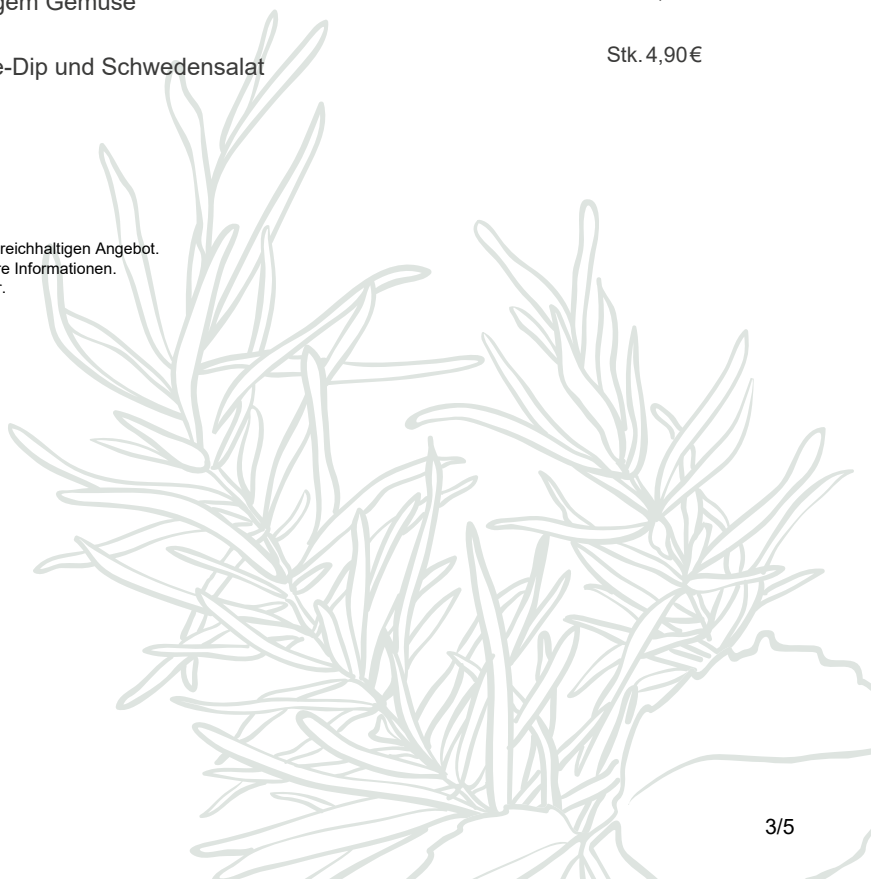 gem Gemüse
e-Dip und Schwedensalat
Stk. 4,90 €
reichhaltigen Angebot.
re Informationen.
r.
3/5